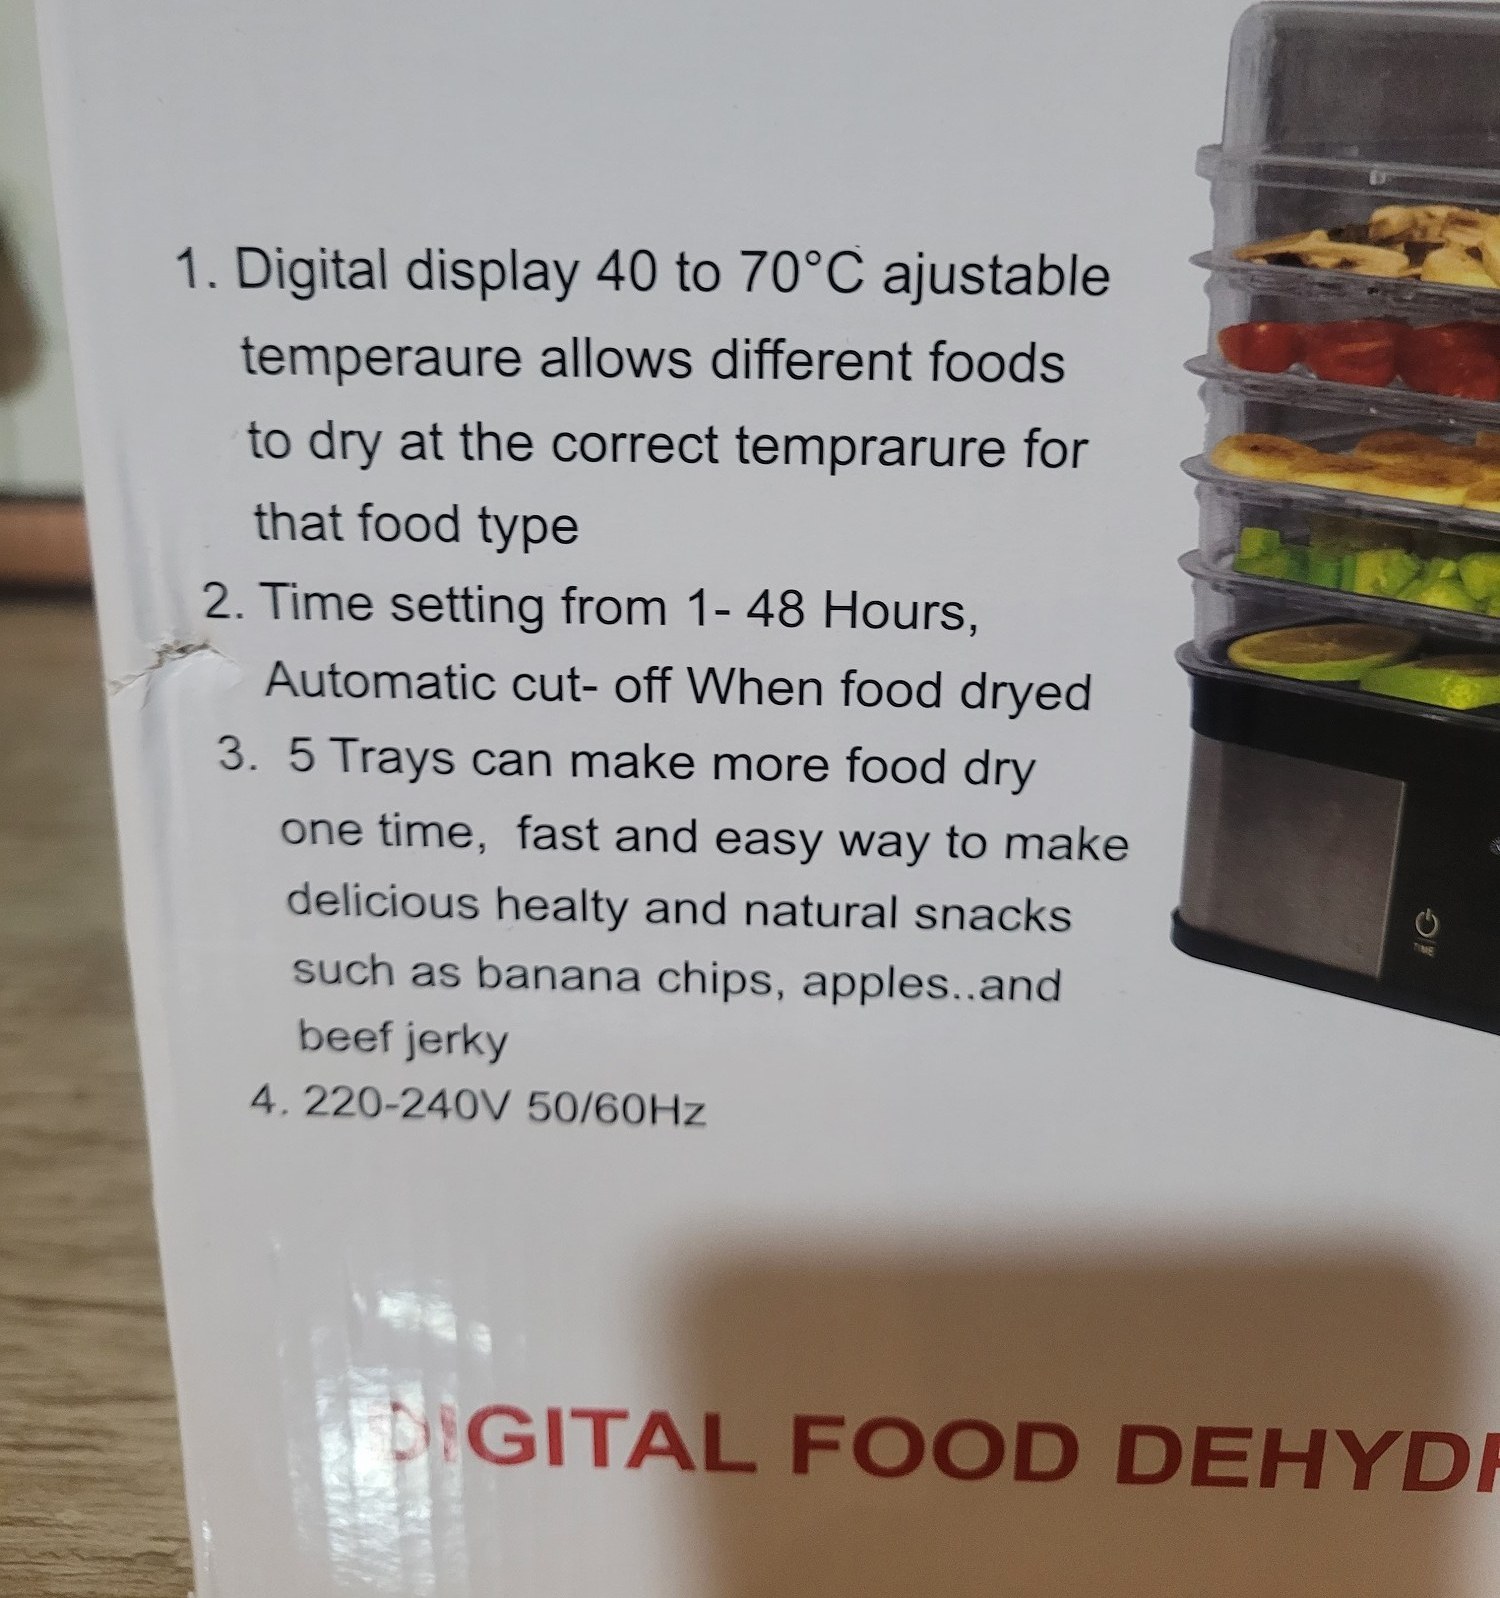 1. Digital display 40 to 70°C ajustable
temperaure allows different foods
to dry at the correct temprarure for
that food type
2. Time setting from 1- 48 Hours,
Automatic cut- off When food dryed
3. 5 Trays can make more food dry
one time, fast and easy way to make
delicious healty and natural snacks
such as banana chips, apples..and
beef jerky
4. 220-240V 50/60Hz
TIME
DIGITAL FOOD DEHYDR